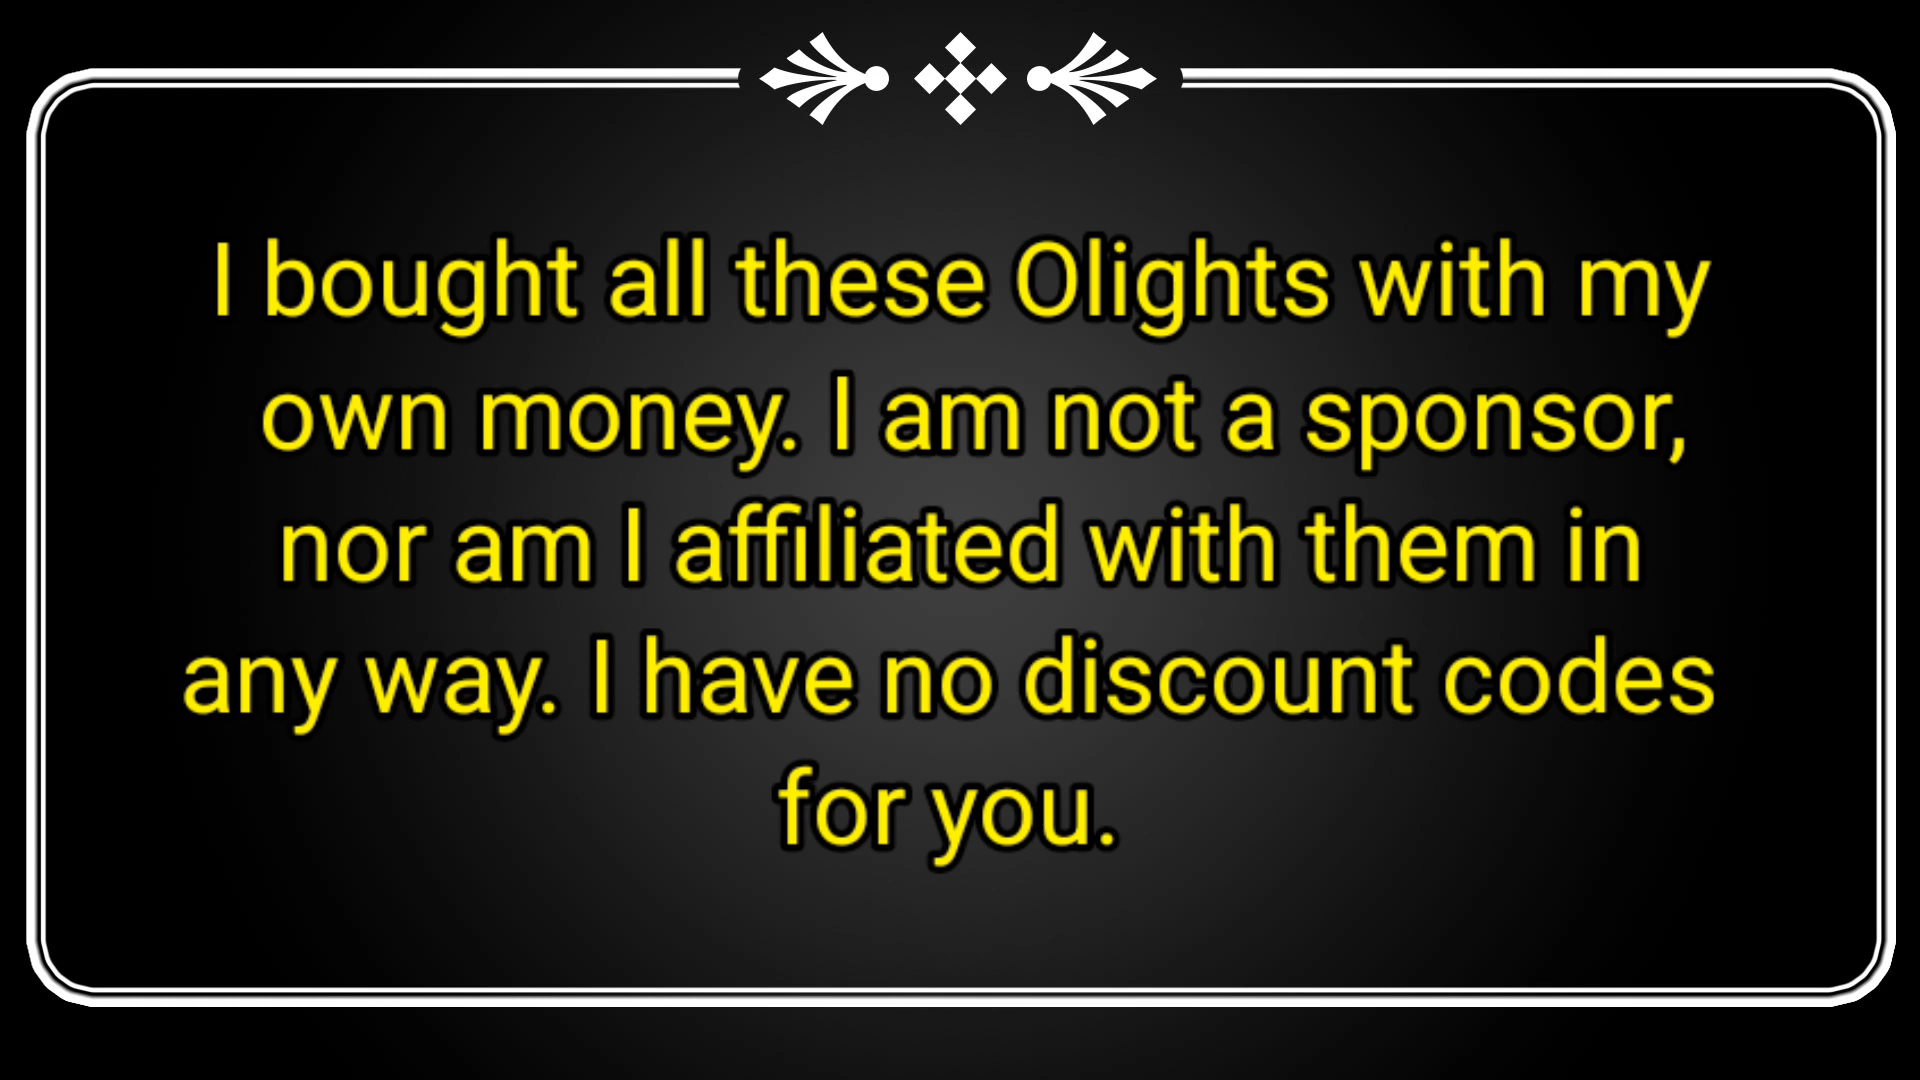 I bought all these Olights with my
own money. I am not a sponsor,
nor am I affiliated with them in
any way. I have no discount codes
for you.